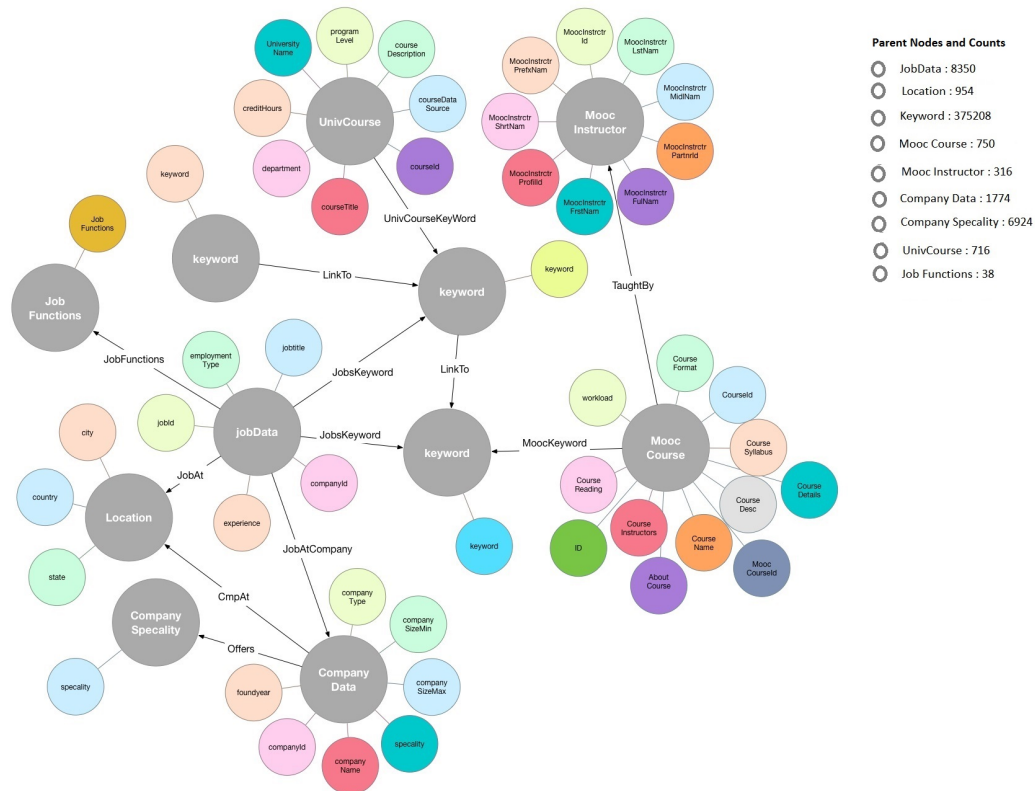 Parent Nodes and Counts
JobData : 8350
Location : 954
Keyword : 375208
Mooc Course : 750
Mooc Instructor : 316
Company Data : 1774
Company Specality : 6924
UnivCourse : 716
Job Functions : 38
University
Name
program
Level
course
Description
creditHours
UnivCourse
courseData
Source
department
courseTitle
courseId
UnivCourseKeyWord
MoocInstrctr
Id
MoocInstrctr
LstNam
MoocInstrctr
PrefxNam
MoocInstrctr
MidlNam
Mooc
Instructor
MoocInstrctr
ShrtNam
MoocInstrctr
PartnrId
MoocInstrctr
ProfilId
MoocInstrctr
FrstNam
MoocInstrctr
FulNam
TaughtBy
keyword
Job
Functions
keyword
LinkTo
keyword
keyword
Job
Functions
JobFunctions
employment
Type
jobtitle
JobsKeyword
LinkTo
jobId
jobData
JobsKeyword
keyword
MoocKeyword
companyId
experience
JobAt
keyword
city
country
Location
state
JobAtCompany
CmpAt
Course
Format
workload
CourseId
Mooc
Course
Course
Syllabus
Course
Reading
Course
Details
Course
Desc
ID
Course
Instructors
Course
Name
About
Course
Mooc
CourseId
Company
Specality
specality
Offers
company
Type
company
SizeMin
Company
Data
company
SizeMax
foundyear
companyId
company
Name
specality